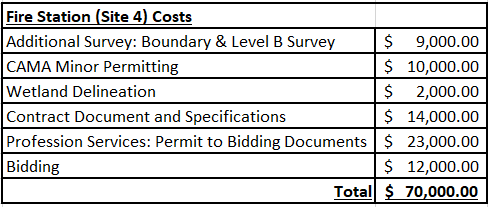 Fire Station (Site 4) Costs
Additional Survey: Boundary & Level B Survey $ 9,000.00
CAMA Minor Permitting $ 10,000.00
Wetland Delineation $ 2,000.00
Contract Document and Specifications $ 14,000.00
Profession Services: Permit to Bidding Documents $ 23,000.00
Bidding $ 12,000.00
Total $ 70,000.00